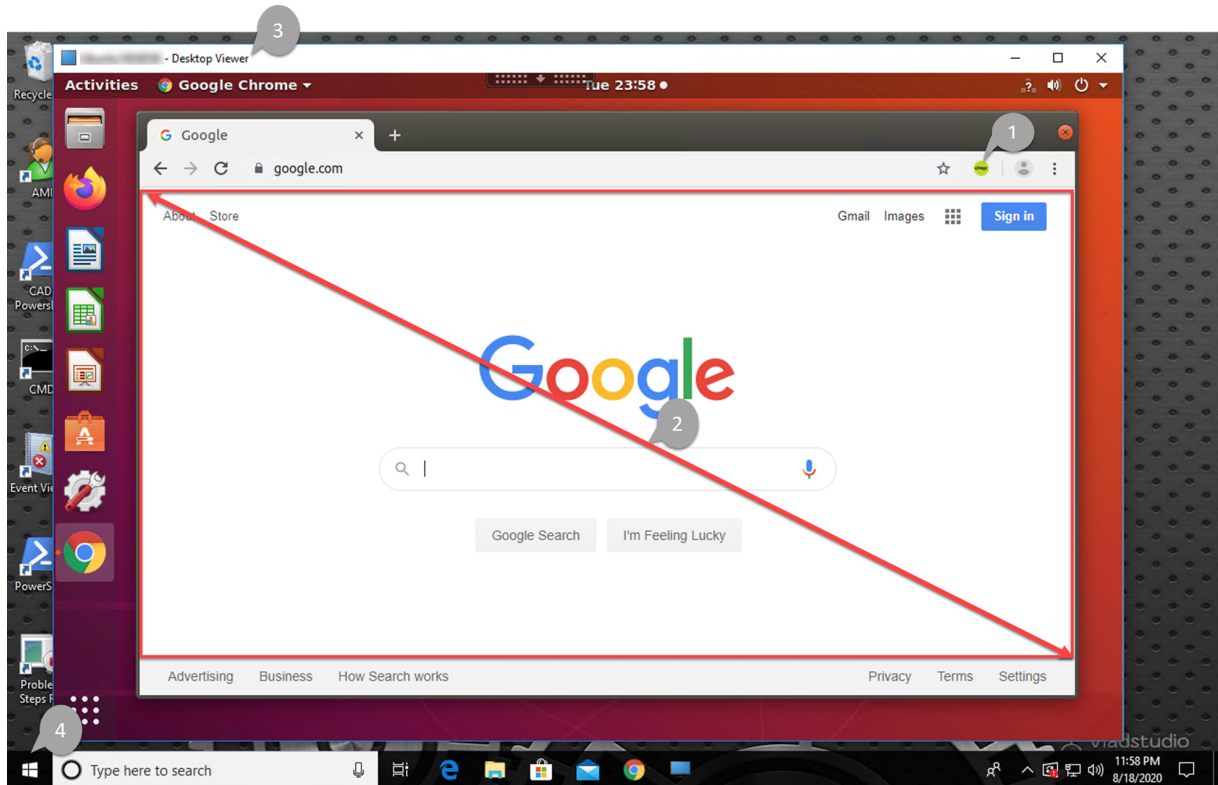 3
- Desktop Viewer
Activities Google Chrome Tue 23:58
Recycle
Google
1
google.com
AMI
About Store Gmail Images Sign in
CAD
Powers
Google
C:\_
CMD
2
Google Search I'm Feeling Lucky
Event Vie
PowerS
Advertising Business How Search works Privacy Terms Settings
Proble
Steps R
4
vladstudio
Type here to search
11:58 PM
8/18/2020